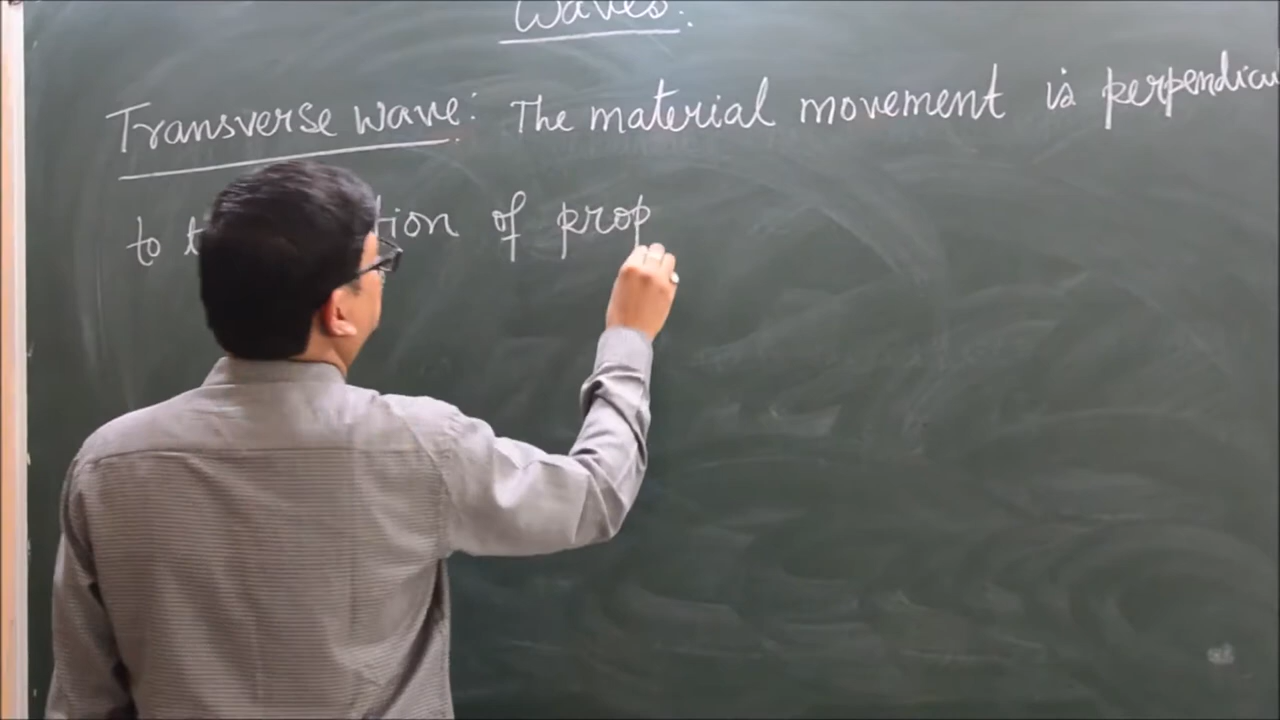 Waves.
Transverse wave: The material movement is perpendicu
to t tion of prop